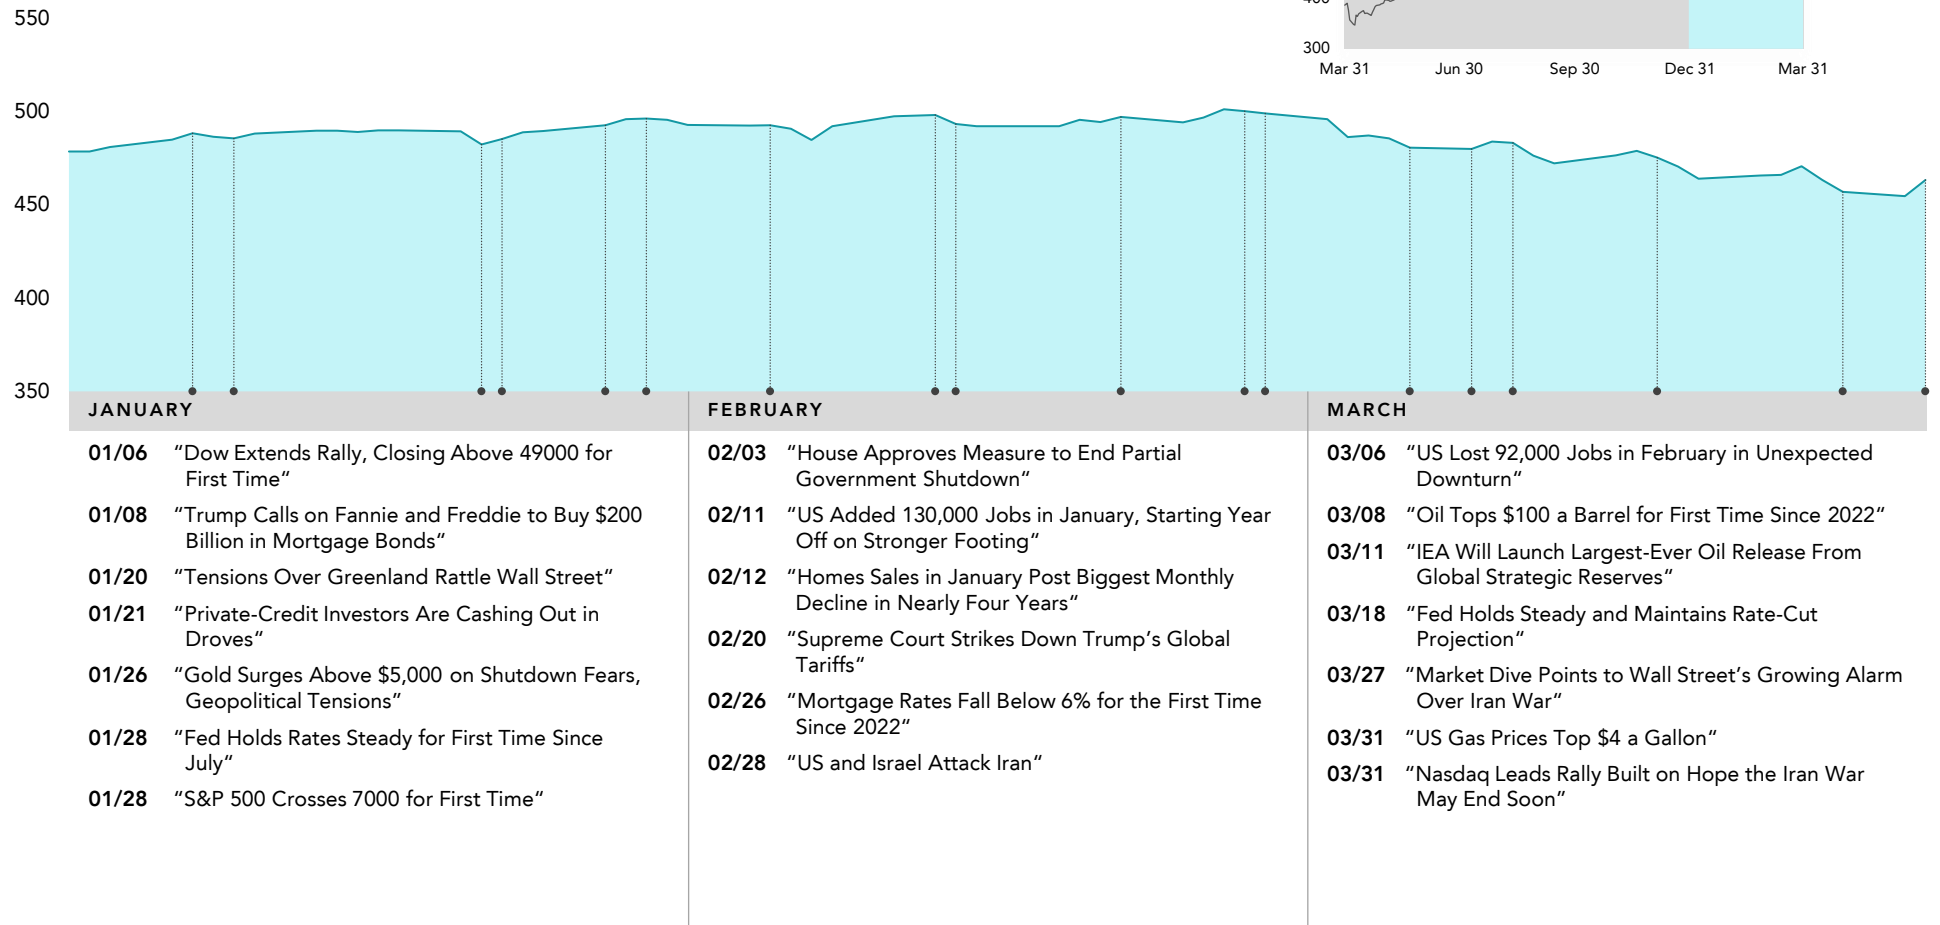 550
500
450
400
350
400
300
Mar 31
Jun 30
Sep 30
Dec 31
Mar 31
JANUARY
01/06 “Dow Extends Rally, Closing Above 49000 for
First Time“
01/08 “Trump Calls on Fannie and Freddie to Buy $200
Billion in Mortgage Bonds“
01/20 “Tensions Over Greenland Rattle Wall Street“
01/21 “Private-Credit Investors Are Cashing Out in
Droves“
01/26 “Gold Surges Above $5,000 on Shutdown Fears,
Geopolitical Tensions”
01/28 “Fed Holds Rates Steady for First Time Since
July“
01/28 “S&P 500 Crosses 7000 for First Time“
FEBRUARY
02/03 “House Approves Measure to End Partial
Government Shutdown“
02/11 “US Added 130,000 Jobs in January, Starting Year
Off on Stronger Footing“
02/12 “Homes Sales in January Post Biggest Monthly
Decline in Nearly Four Years“
02/20 “Supreme Court Strikes Down Trump’s Global
Tariffs“
02/26 “Mortgage Rates Fall Below 6% for the First Time
Since 2022“
02/28 “US and Israel Attack Iran“
MARCH
03/06 “US Lost 92,000 Jobs in February in Unexpected
Downturn“
03/08 “Oil Tops $100 a Barrel for First Time Since 2022“
03/11 “IEA Will Launch Largest-Ever Oil Release From
Global Strategic Reserves“
03/18 “Fed Holds Steady and Maintains Rate-Cut
Projection“
03/27 “Market Dive Points to Wall Street’s Growing Alarm
Over Iran War“
03/31 “US Gas Prices Top $4 a Gallon“
03/31 “Nasdaq Leads Rally Built on Hope the Iran War
May End Soon”